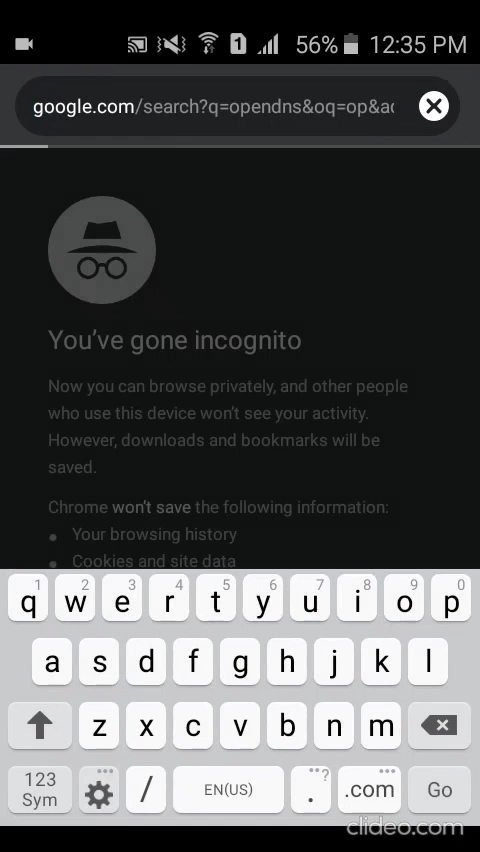 1 56% 12:35 PM
google.com/search?q=opendns&oq=op&
You've gone incognito
Now you can browse privately, and other people
who use this device won't see your activity.
However, downloads and bookmarks will be
saved.
Chrome won't save the following information:
• Your browsing history
• Cookies and site data
1 2 3 4 5 6 7 8 9 0
q w e r t y u i o p
a s d f g h j k l
z x c v b n m
123 Sym / EN(US) . ? .com Go
clideo.com